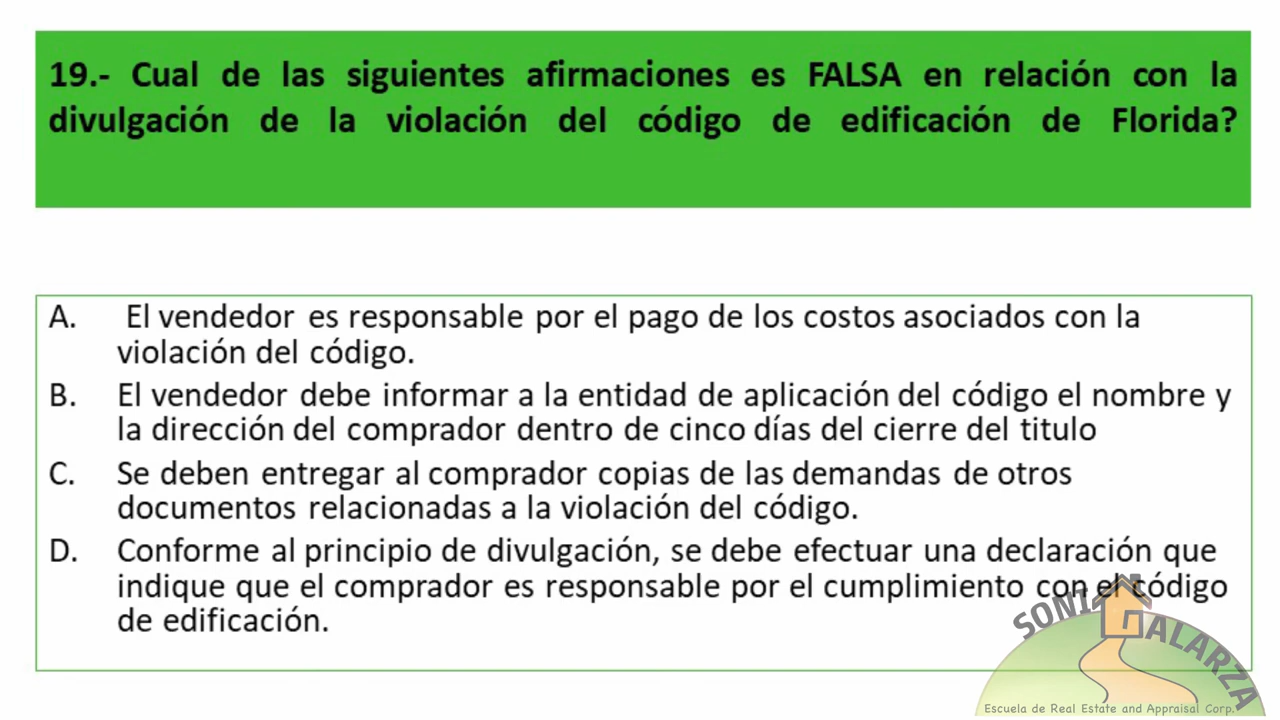 19.- Cual de las siguientes afirmaciones es FALSA en relación con la
divulgación de la violación del código de edificación de Florida?
A. El vendedor es responsable por el pago de los costos asociados con la
violación del código.
B. El vendedor debe informar a la entidad de aplicación del código el nombre y
la dirección del comprador dentro de cinco días del cierre del titulo
C. Se deben entregar al comprador copias de las demandas de otros
documentos relacionadas a la violación del código.
D. Conforme al principio de divulgación, se debe efectuar una declaración que
indique que el comprador es responsable por el cumplimiento con el código
de edificación.
SONI GALARZA
Escuela de Real Estate and Appraisal Corp.